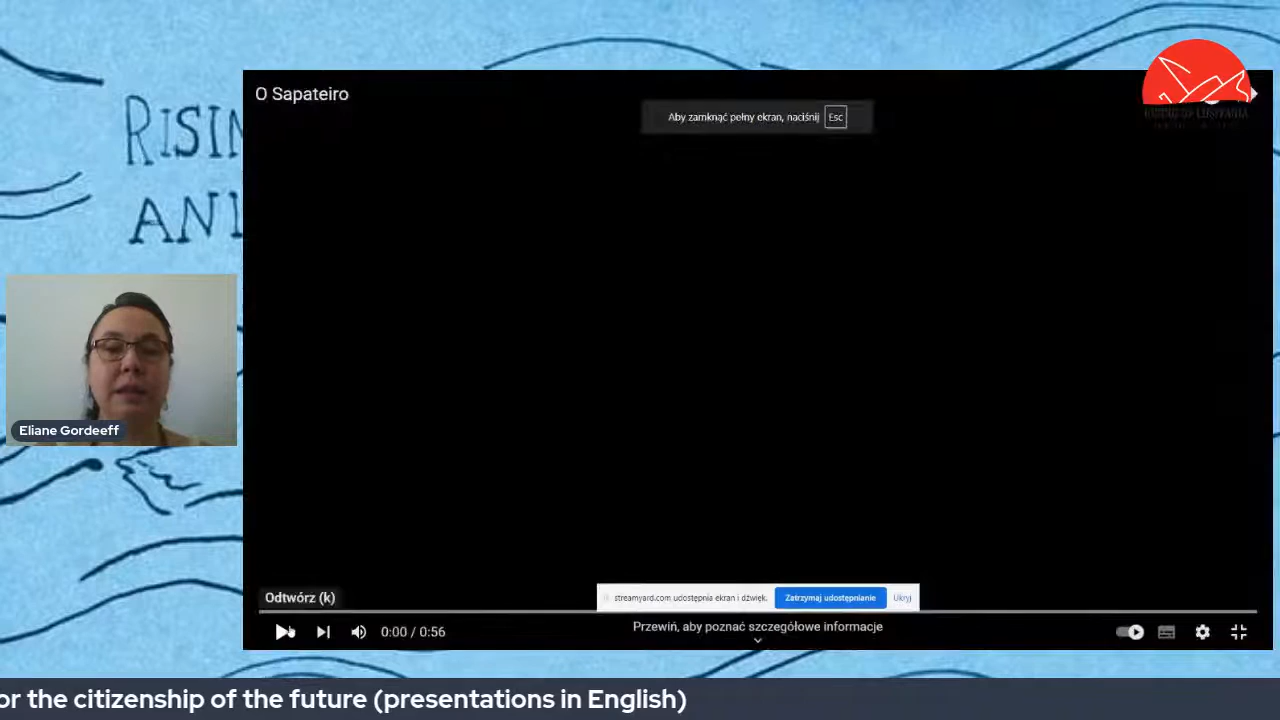 RISIN
ANI
O Sapateiro
Aby zamknąć pełny ekran, naciśnij Esc
Eliane Gordeeff
Odtwórz (k)
streamyard.com udostępnia ekran i dźwięk.
Zatrzymaj udostępnianie
Ukryj
0:00 / 0:56
Przewiń, aby poznać szczegółowe informacje
or the citizenship of the future (presentations in English)